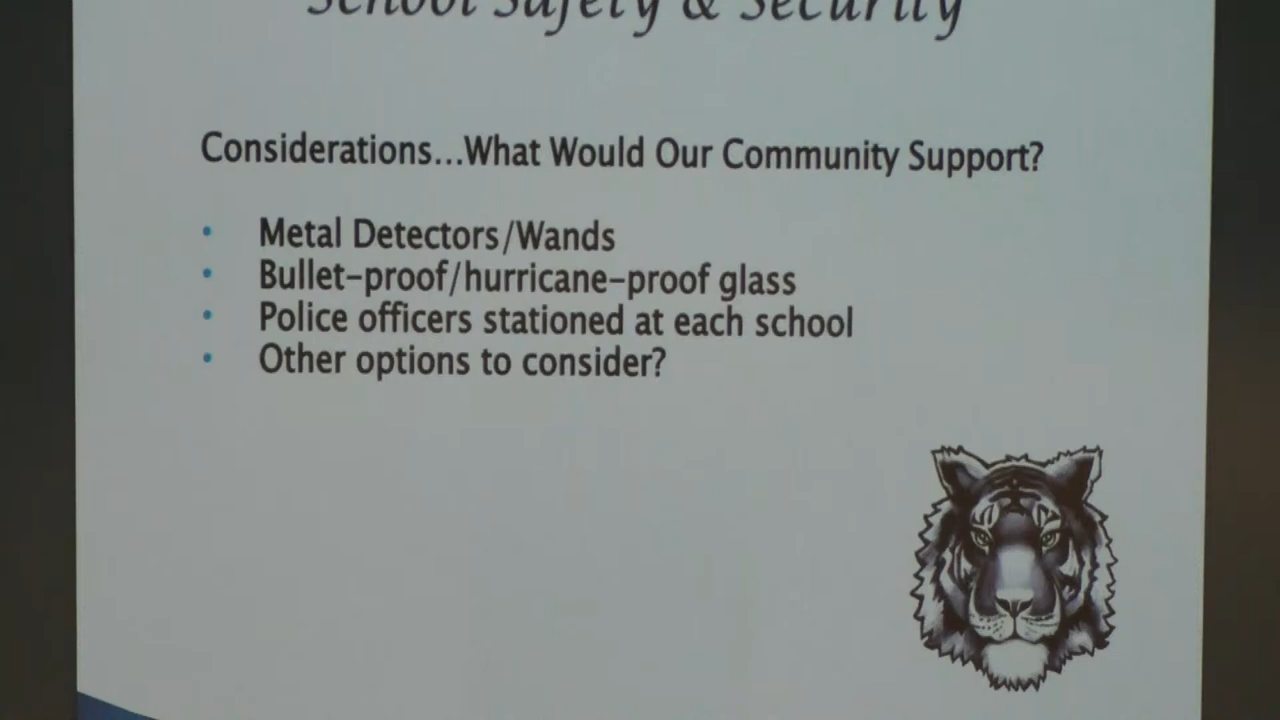 School Safety & Security
Considerations...What Would Our Community Support?
• Metal Detectors/Wands
• Bullet-proof/hurricane-proof glass
• Police officers stationed at each school
• Other options to consider?